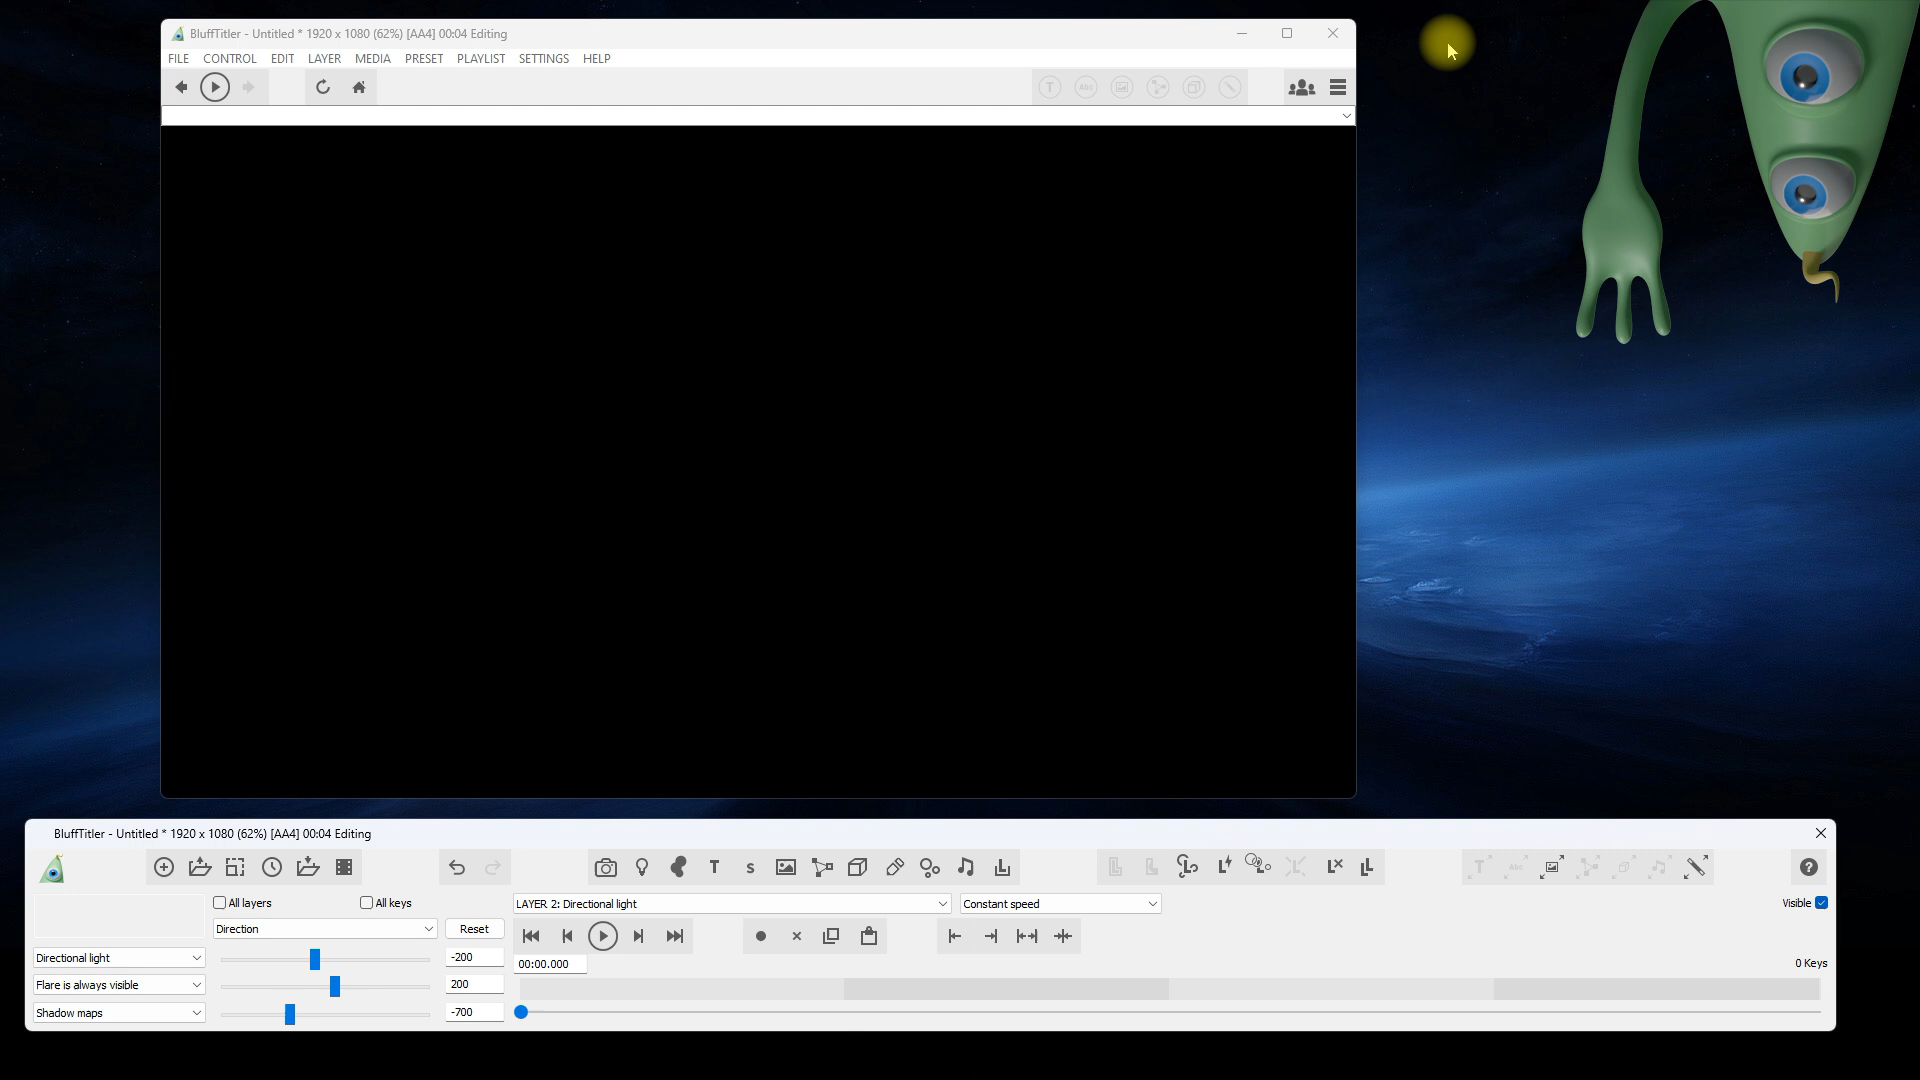 BluffTitler - Untitled * 1920 x 1080 (62%) [AA4] 00:04 Editing
FILE CONTROL EDIT LAYER MEDIA PRESET PLAYLIST SETTINGS HELP
T Abc
BluffTitler - Untitled * 1920 x 1080 (62%) [AA4] 00:04 Editing
T S
T Abc
All layers All keys LAYER 2: Directional light Constant speed Visible
Direction Reset
Directional light -200 00:00.000 0 Keys
Flare is always visible 200
Shadow maps -700